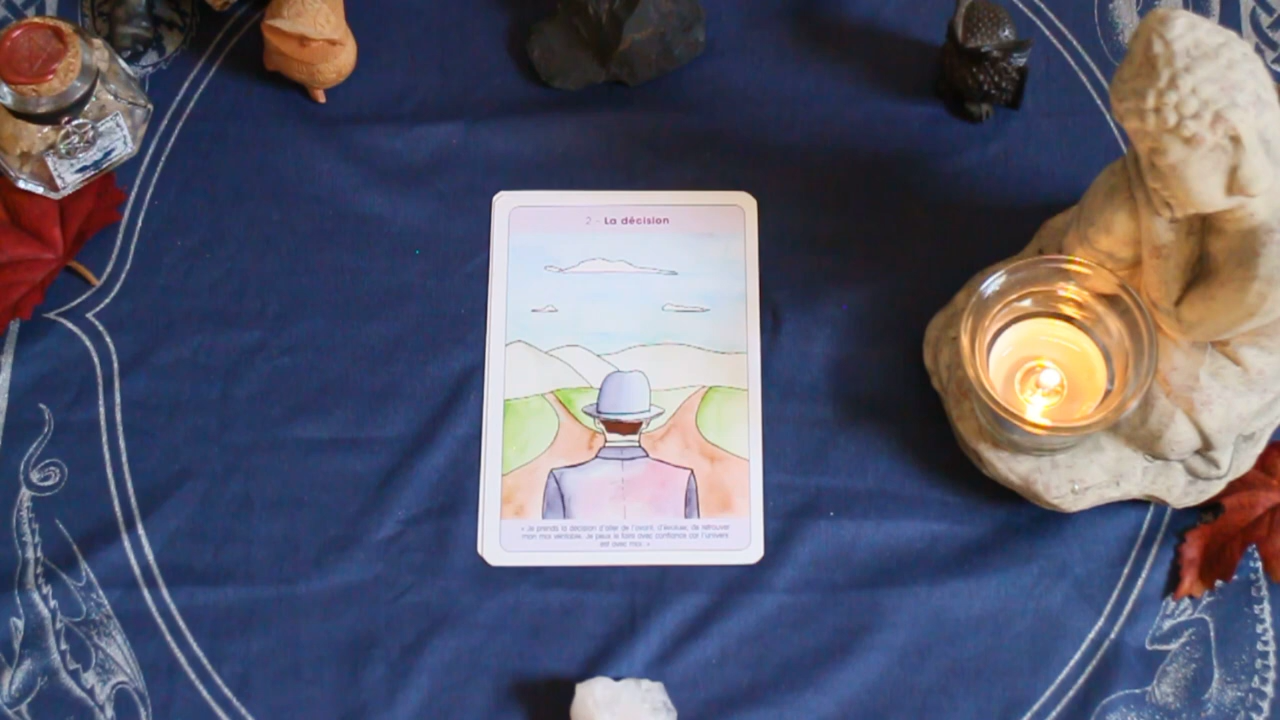 2 - La décision
« Je prends la décision d'aller de l'avant, d'évoluer, de retrouver
mon moi véritable. Je peux le faire avec confiance car l'univers
est avec moi. »